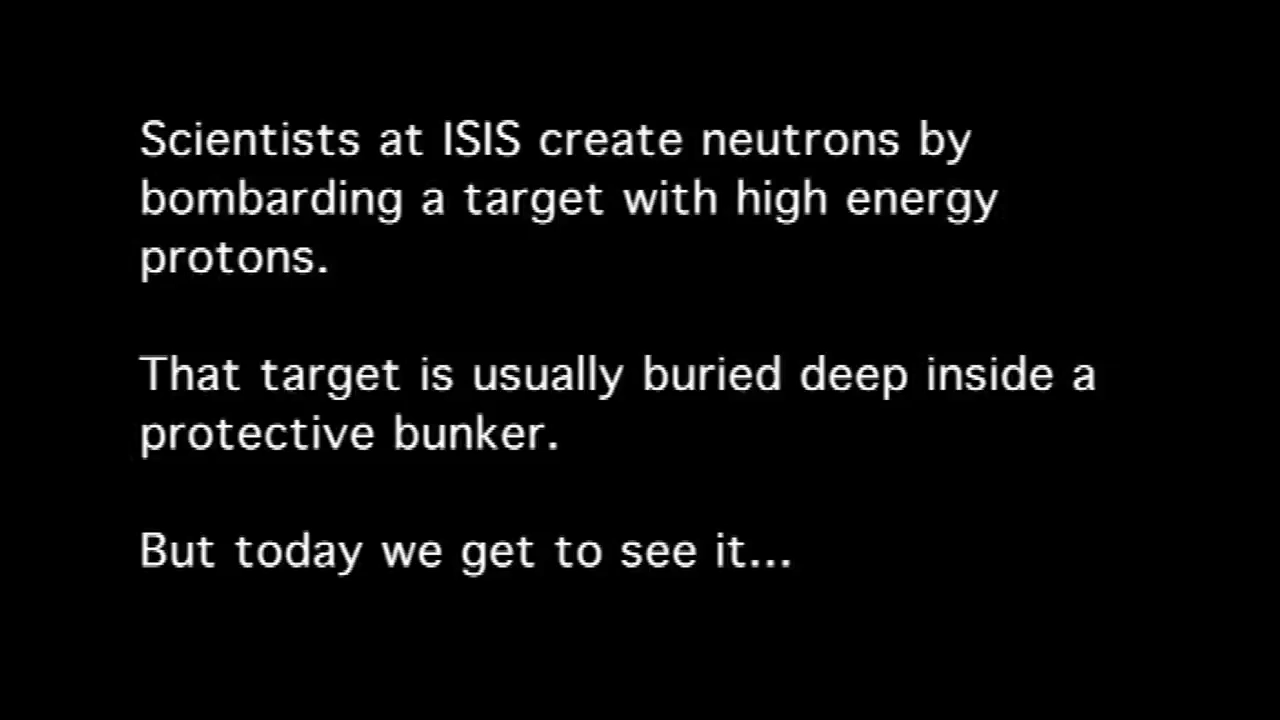 Scientists at ISIS create neutrons by
bombarding a target with high energy
protons.
That target is usually buried deep inside a
protective bunker.
But today we get to see it...